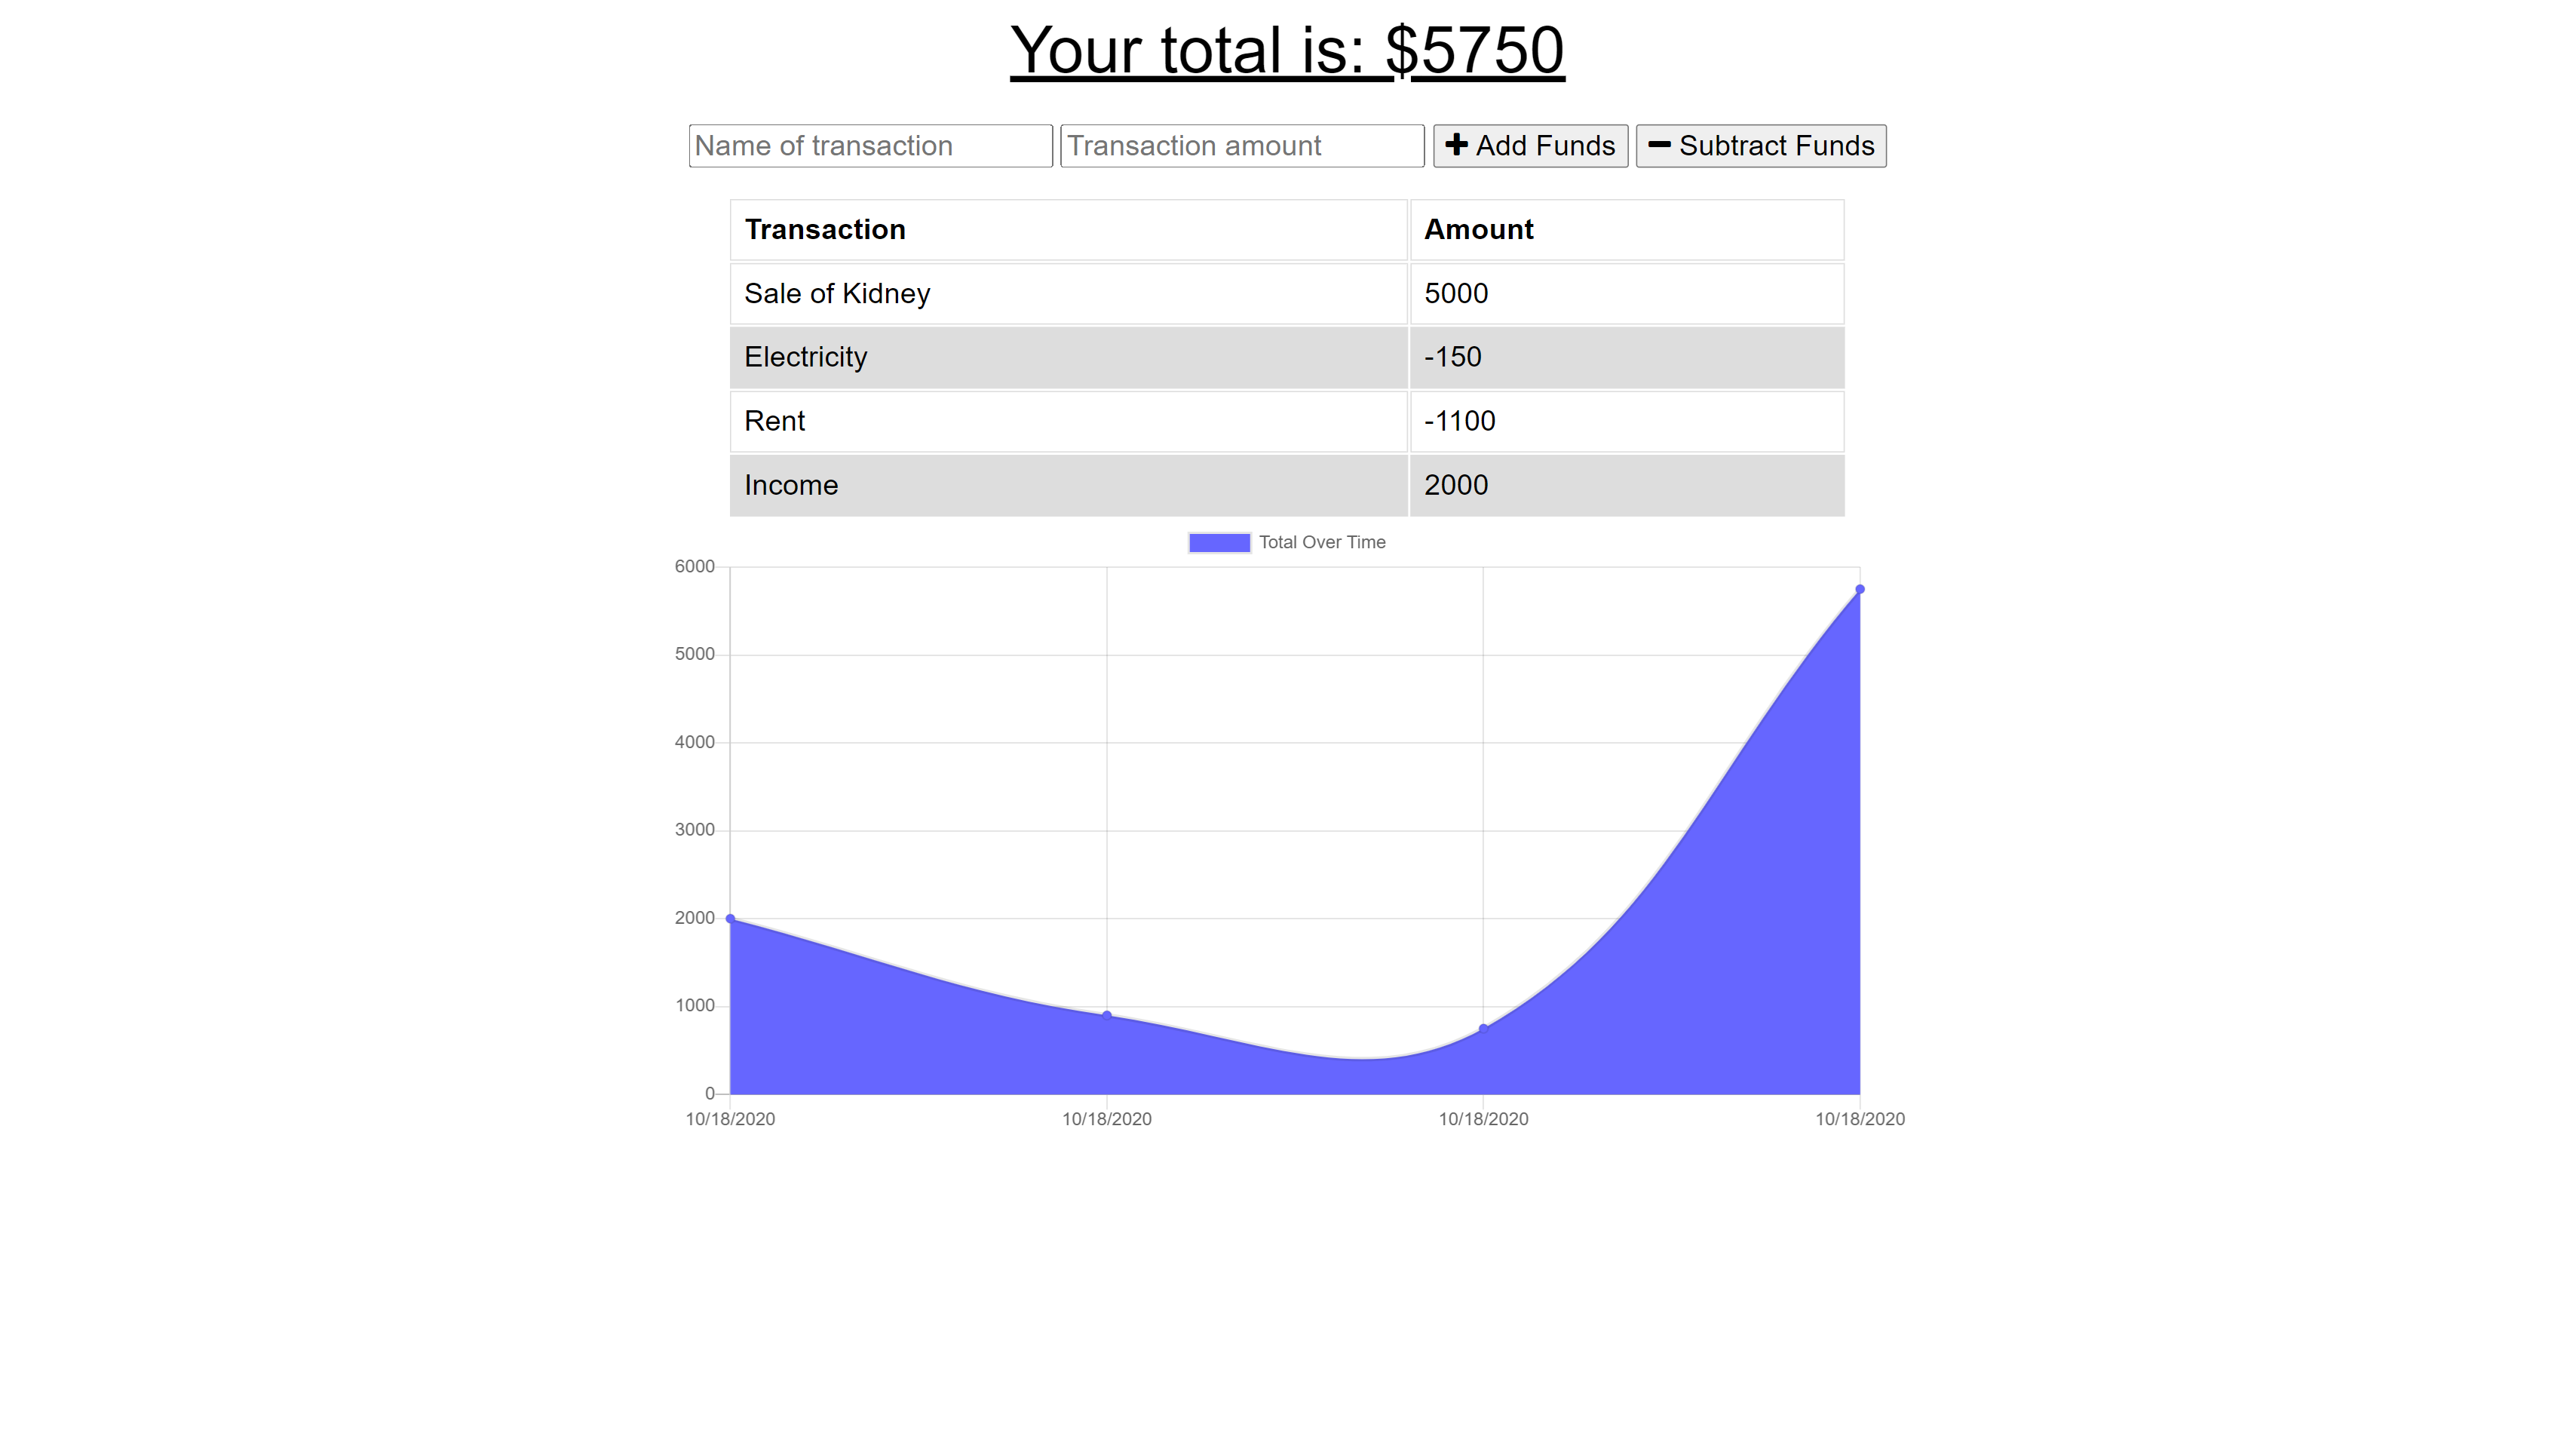 Your total is: $5750
Name of transaction Transaction amount Add Funds Subtract Funds
Transaction Amount
Sale of Kidney 5000
Electricity -150
Rent -1100
Income 2000
Total Over Time
6000
5000
4000
3000
2000
1000
0
10/18/2020 10/18/2020 10/18/2020 10/18/2020